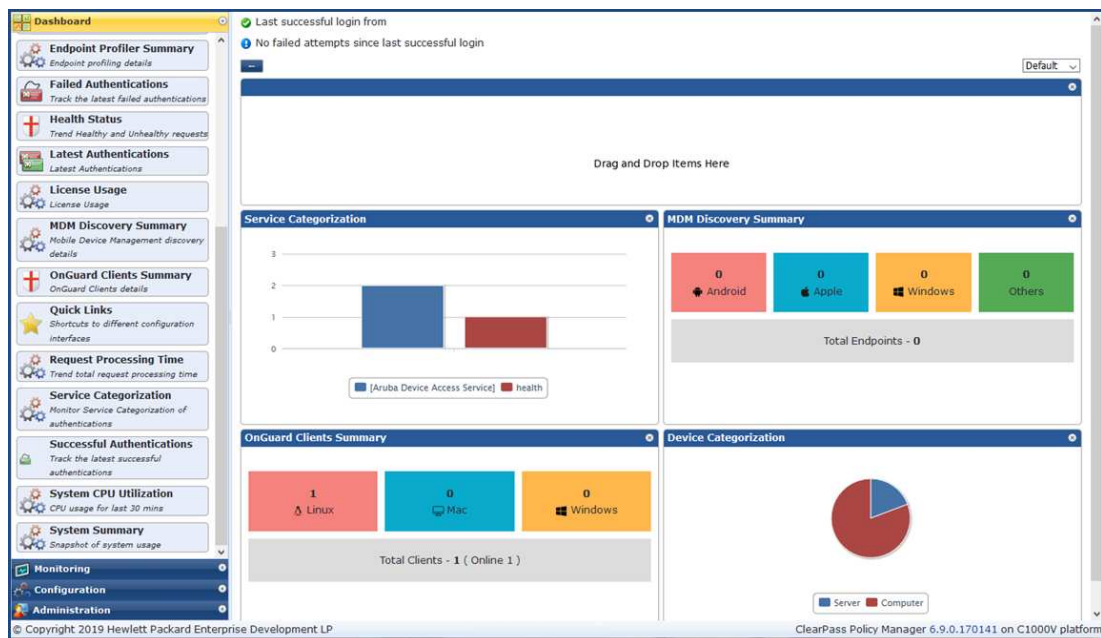 Dashboard
Endpoint Profiler Summary
Endpoint profiling details
Failed Authentications
Track the latest failed authentications
Health Status
Trend Healthy and Unhealthy requests
Latest Authentications
Latest Authentications
License Usage
License Usage
MDM Discovery Summary
Mobile Device Management discovery
details
OnGuard Clients Summary
OnGuard Clients details
Quick Links
Shortcuts to different configuration
interfaces
Request Processing Time
Trend total request processing time
Service Categorization
Monitor Service Categorization of
authentications
Successful Authentications
Track the latest successful
authentications
System CPU Utilization
CPU usage for last 30 mins
System Summary
Snapshot of system usage
Monitoring
Configuration
Administration
Last successful login from
No failed attempts since last successful login
Default
Drag and Drop Items Here
Service Categorization
3
2
1
0
[Aruba Device Access Service] health
MDM Discovery Summary
0 0 0 0
Android Apple Windows Others
Total Endpoints - 0
OnGuard Clients Summary
1 0 0
Linux Mac Windows
Total Clients - 1 ( Online 1 )
Device Categorization
Server Computer
© Copyright 2019 Hewlett Packard Enterprise Development LP
ClearPass Policy Manager 6.9.0.170141 on C1000V platform